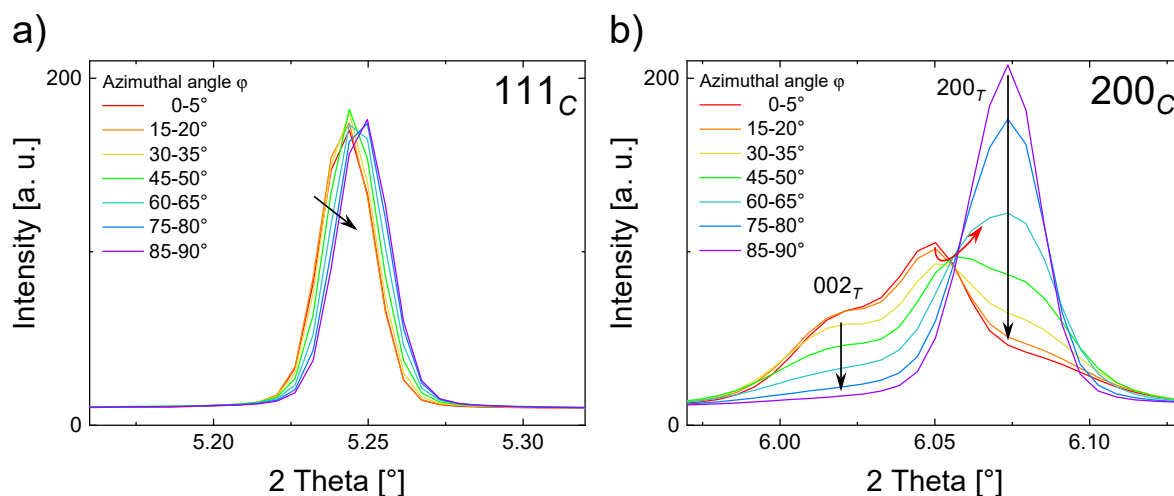 a)
Azimuthal angle φ
0-5°
15-20°
30-35°
45-50°
60-65°
75-80°
85-90°
111C
200
0
Intensity [a. u.]
5.20
5.25
5.30
2 Theta [°]
b)
Azimuthal angle φ
0-5°
15-20°
30-35°
45-50°
60-65°
75-80°
85-90°
200T
200C
002T
200
0
Intensity [a. u.]
6.00
6.05
6.10
2 Theta [°]